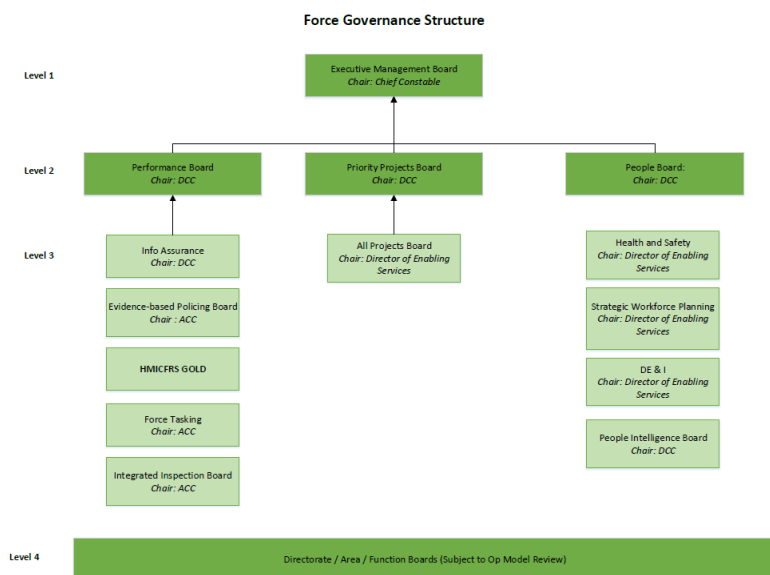 Force Governance Structure
Level 1
Executive Management Board
Chair: Chief Constable
Level 2
Performance Board
Chair: DCC
Priority Projects Board
Chair: DCC
People Board:
Chair: DCC
Level 3
Info Assurance
Chair: DCC
Evidence-based Policing Board
Chair : ACC
HMICFRS GOLD
Force Tasking
Chair: ACC
Integrated Inspection Board
Chair: ACC
All Projects Board
Chair: Director of Enabling
Services
Health and Safety
Chair: Director of Enabling
Services
Strategic Workforce Planning
Chair: Director of Enabling
Services
DE & I
Chair: Director of Enabling
Services
People Intelligence Board
Chair: DCC
Level 4
Directorate / Area / Function Boards (Subject to Op Model Review)